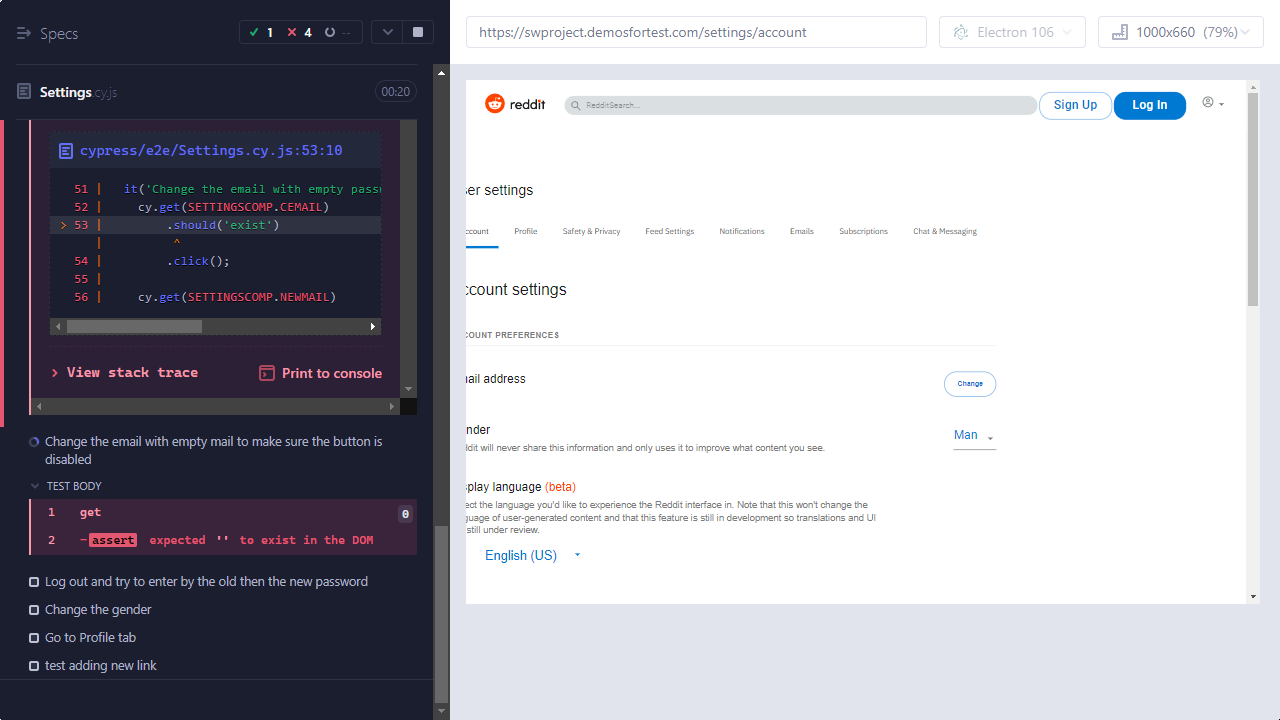 Specs
1
4
--
Settings.cy.js
00:20
cypress/e2e/Settings.cy.js:53:10
51 | it('Change the email with empty passw
52 | cy.get(SETTINGSCOMP.CEMAIL)
> 53 | .should('exist')
| ^
54 | .click();
55 |
56 | cy.get(SETTINGSCOMP.NEWMAIL)
> View stack trace
Print to console
Change the email with empty mail to make sure the button is
disabled
TEST BODY
1 get 0
2 -assert expected '' to exist in the DOM
Log out and try to enter by the old then the new password
Change the gender
Go to Profile tab
test adding new link
https://swproject.demosfortest.com/settings/account
Electron 106
1000x660 (79%)
reddit
RedditSearch...
Sign Up
Log In
ser settings
ccount
Profile
Safety & Privacy
Feed Settings
Notifications
Emails
Subscriptions
Chat & Messaging
ccount settings
COUNT PREFERENCES
ail address
Change
nder
Man
ddit will never share this information and only uses it to improve what content you see.
splay language (beta)
ect the language you'd like to experience the Reddit interface in. Note that this won't change the
guage of user-generated content and that this feature is still in development so translations and UI
still under review.
English (US)